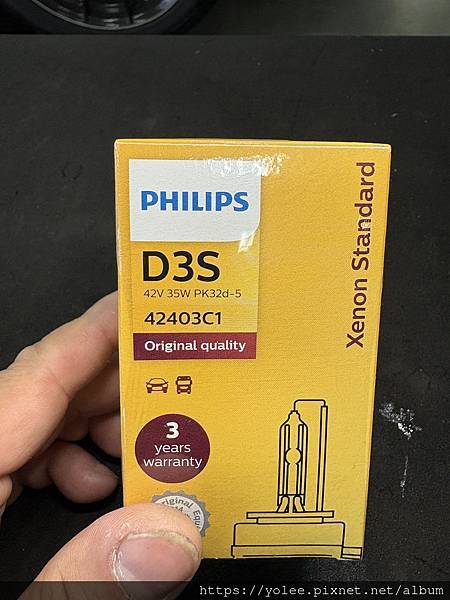 PHILIPS
D3S
42V 35W PK32d-5
42403C1
Original quality
Xenon Standard
3
years
warranty
https://yolee.pixnet.net/album